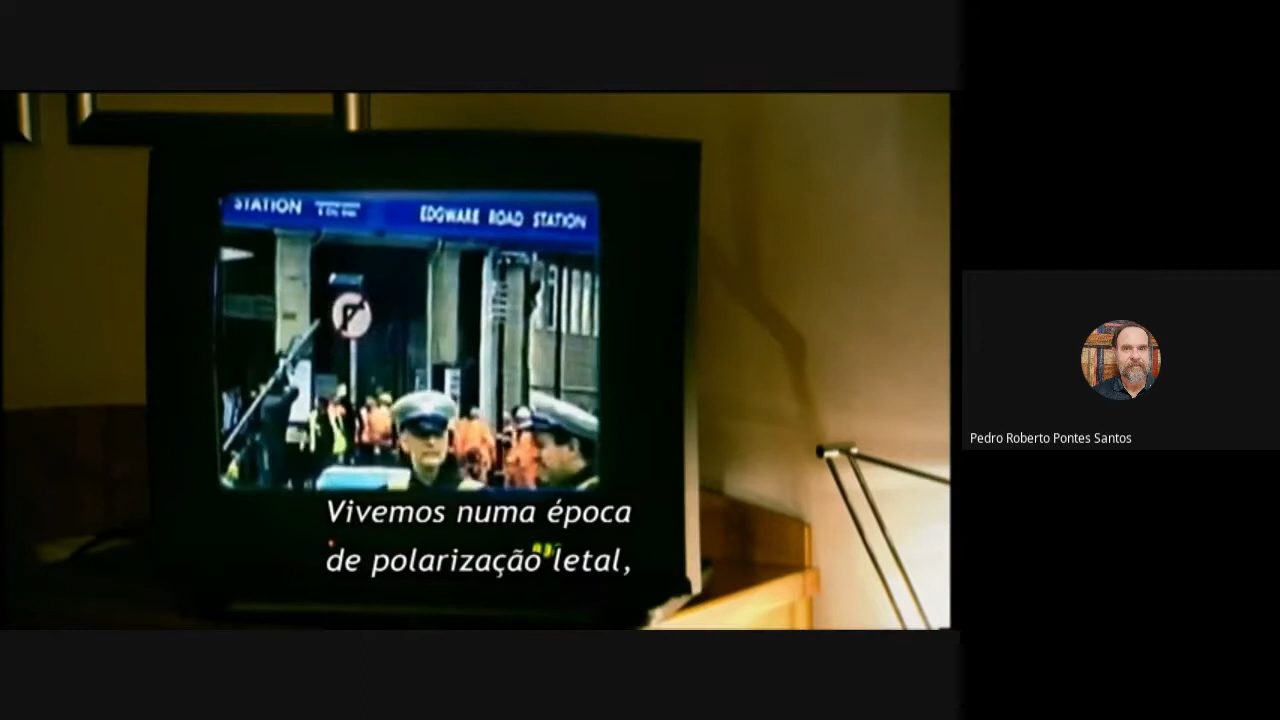 STATION
EDGWARE ROAD STATION
Vivemos numa época
de polarização letal,
Pedro Roberto Pontes Santos